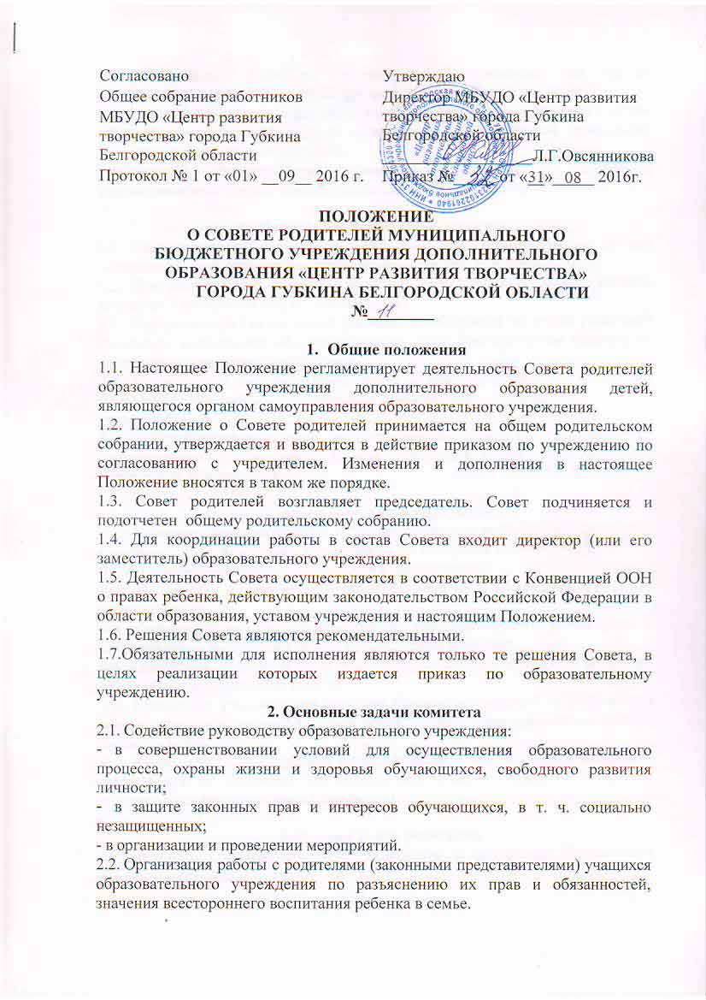 Согласовано
Общее собрание работников
МБУДО «Центр развития
творчества» города Губкина
Белгородской области
Протокол № 1 от «01» __09__ 2016 г.
Утверждаю
Директор МБУДО «Центр развития
творчества» города Губкина
Белгородской области
Л.Г.Овсянникова
Приказ № от «31» 08 2016г.
ПОЛОЖЕНИЕ
О СОВЕТЕ РОДИТЕЛЕЙ МУНИЦИПАЛЬНОГО
БЮДЖЕТНОГО УЧРЕЖДЕНИЯ ДОПОЛНИТЕЛЬНОГО
ОБРАЗОВАНИЯ «ЦЕНТР РАЗВИТИЯ ТВОРЧЕСТВА»
ГОРОДА ГУБКИНА БЕЛГОРОДСКОЙ ОБЛАСТИ
№ 11
1. Общие положения
1.1. Настоящее Положение регламентирует деятельность Совета родителей
образовательного учреждения дополнительного образования детей,
являющегося органом самоуправления образовательного учреждения.
1.2. Положение о Совете родителей принимается на общем родительском
собрании, утверждается и вводится в действие приказом по учреждению по
согласованию с учредителем. Изменения и дополнения в настоящее
Положение вносятся в таком же порядке.
1.3. Совет родителей возглавляет председатель. Совет подчиняется и
подотчетен общему родительскому собранию.
1.4. Для координации работы в состав Совета входит директор (или его
заместитель) образовательного учреждения.
1.5. Деятельность Совета осуществляется в соответствии с Конвенцией ООН
о правах ребенка, действующим законодательством Российской Федерации в
области образования, уставом учреждения и настоящим Положением.
1.6. Решения Совета являются рекомендательными.
1.7.Обязательными для исполнения являются только те решения Совета, в
целях реализации которых издается приказ по образовательному
учреждению.
2. Основные задачи комитета
2.1. Содействие руководству образовательного учреждения:
- в совершенствовании условий для осуществления образовательного
процесса, охраны жизни и здоровья обучающихся, свободного развития
личности;
- в защите законных прав и интересов обучающихся, в т. ч. социально
незащищенных;
- в организации и проведении мероприятий.
2.2. Организация работы с родителями (законными представителями) учащихся
образовательного учреждения по разъяснению их прав и обязанностей,
значения всестороннего воспитания ребенка в семье.